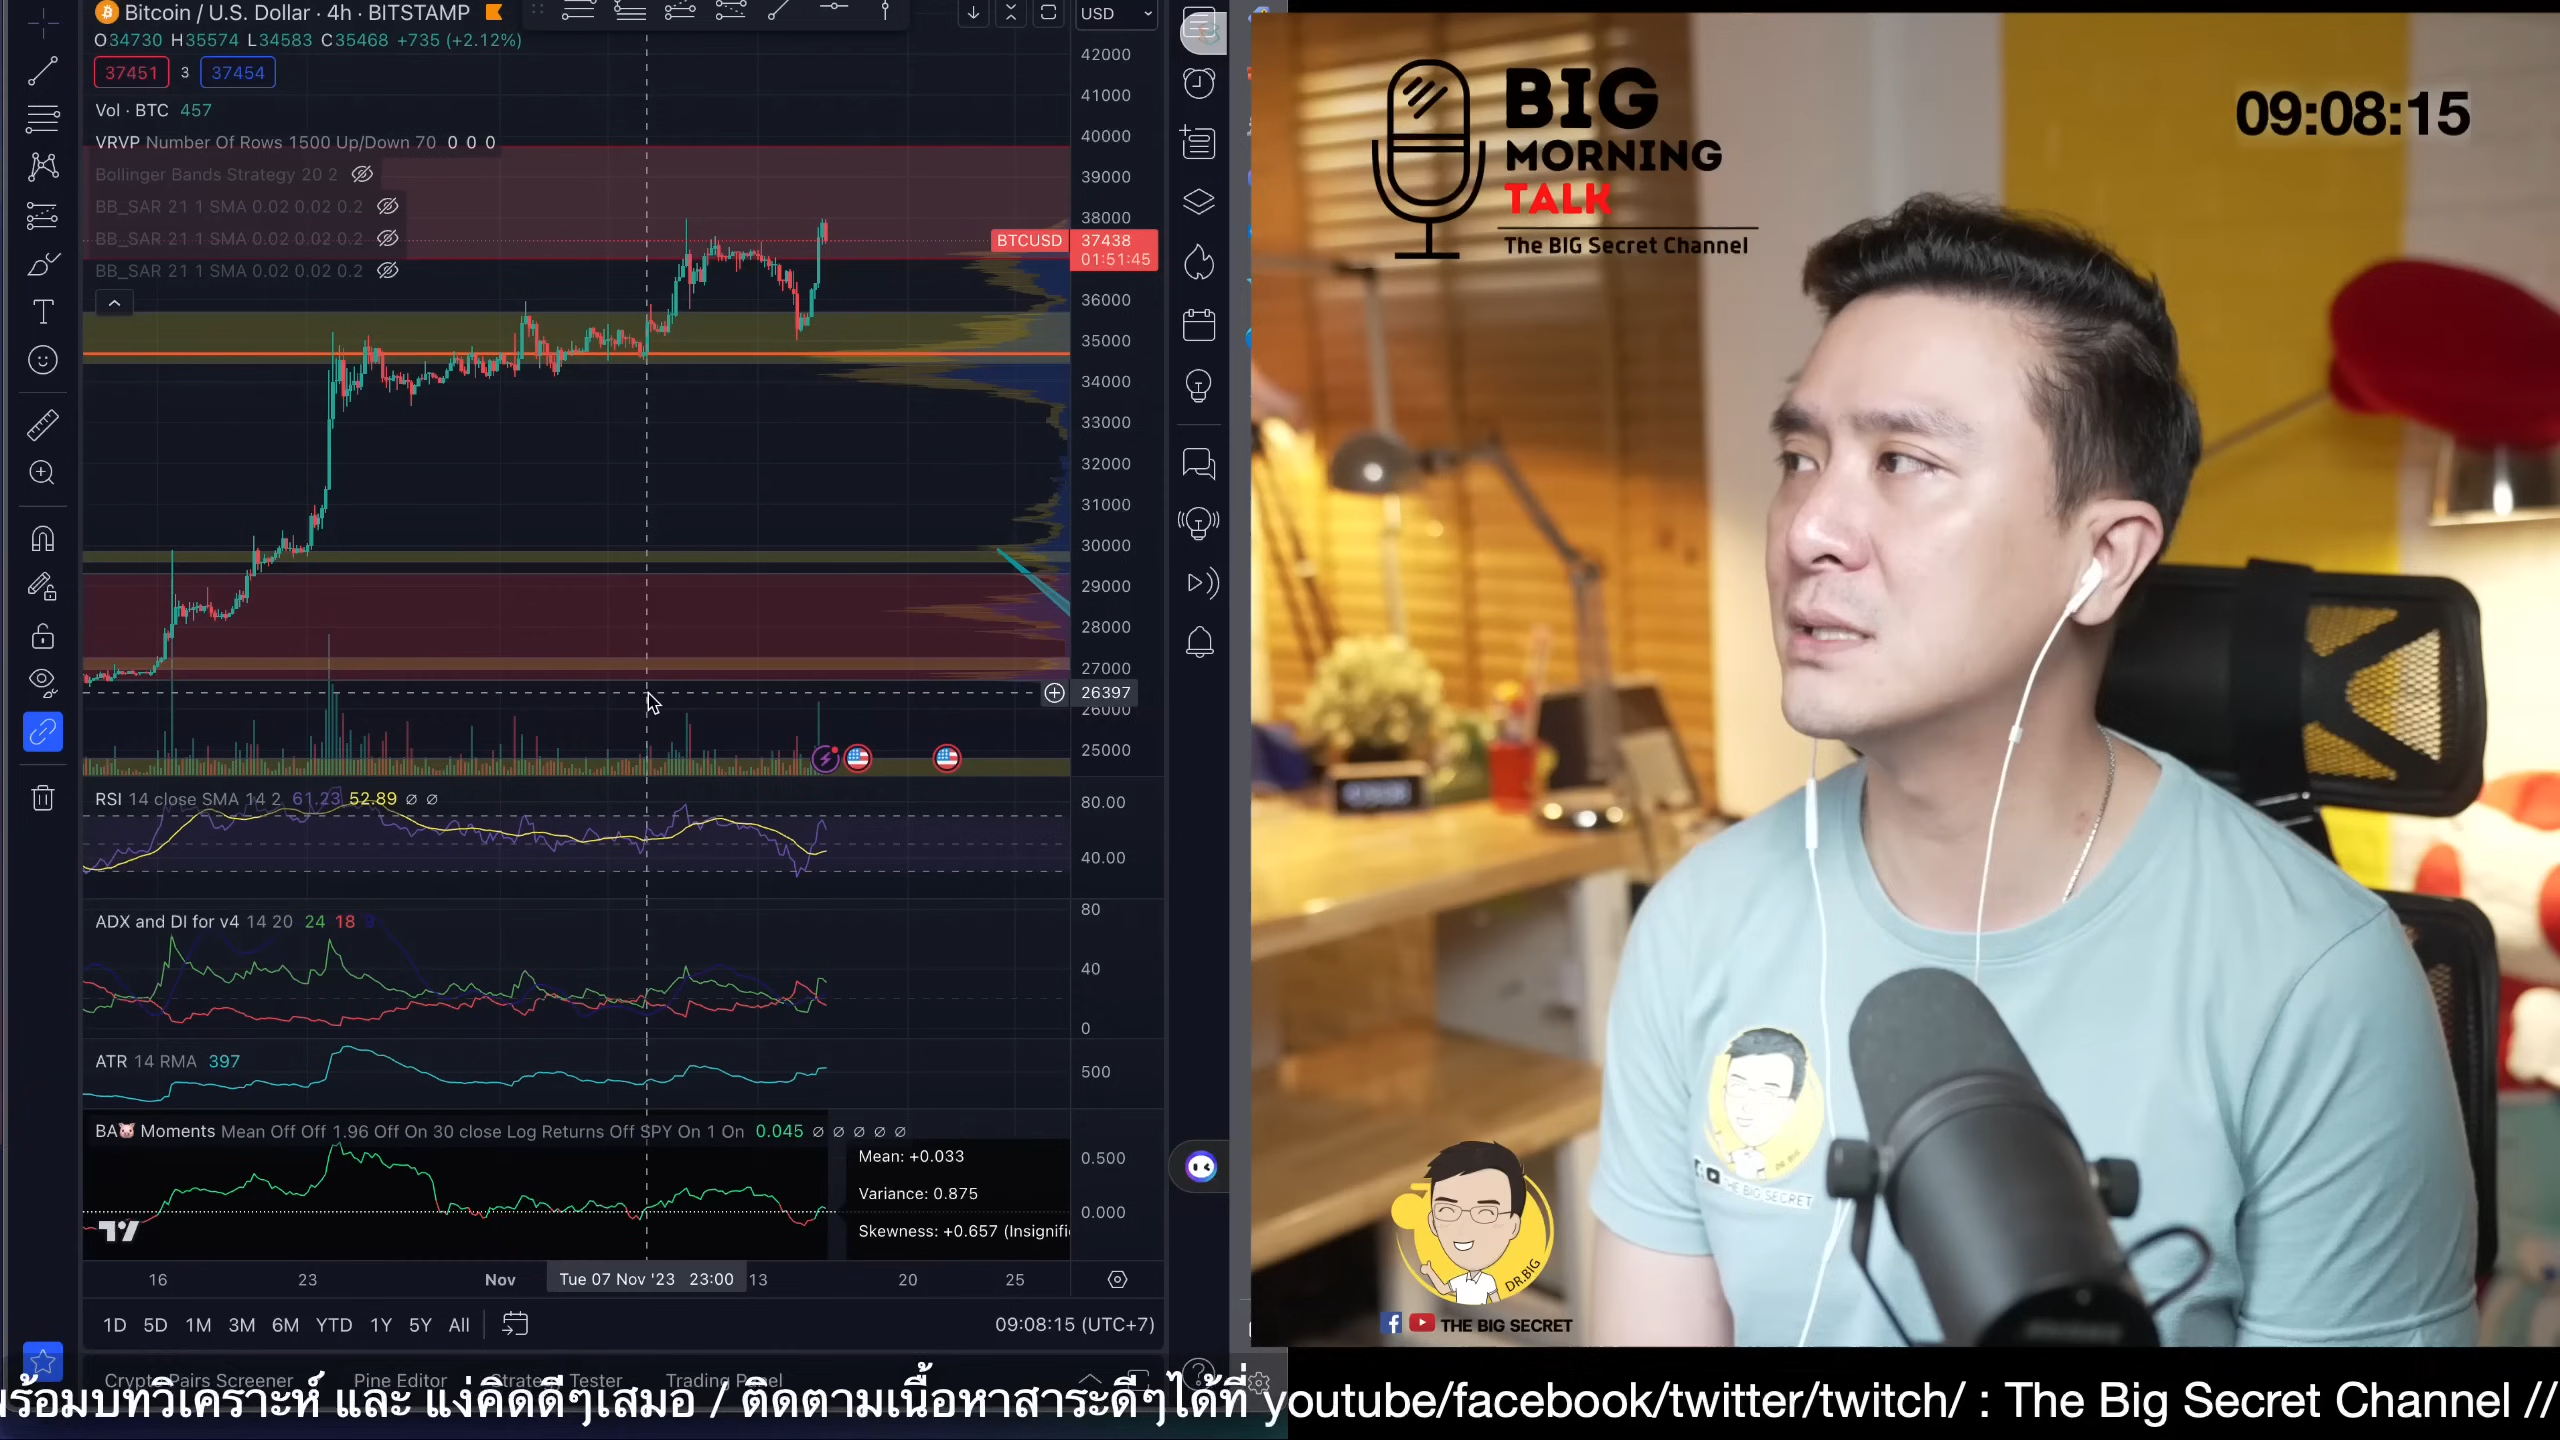 Bitcoin / U.S. Dollar · 4h · BITSTAMP
USD
O34730 H35574 L34583 C35468 +735 (+2.12%)
37451 3 37454
Vol · BTC 457
VRVP Number Of Rows 1500 Up/Down 70 0 0 0
Bollinger Bands Strategy 20 2
BB_SAR 21 1 SMA 0.02 0.02 0.2
BB_SAR 21 1 SMA 0.02 0.02 0.2
BB_SAR 21 1 SMA 0.02 0.02 0.2
42000
41000
40000
39000
38000
BTCUSD 37438
01:51:45
36000
35000
34000
33000
32000
31000
30000
29000
28000
27000
26397
26000
25000
RSI 14 close SMA 14 2 61.23 52.89 ∅ ∅
80.00
40.00
ADX and DI for v4 14 20 24 18
80
40
0
ATR 14 RMA 397
500
BA🐷 Moments Mean Off Off 1.96 Off On 30 close Log Returns Off SPY On 1 On 0.045 ∅ ∅ ∅ ∅ ∅
Mean: +0.033
Variance: 0.875
Skewness: +0.657 (Insignifi
0.500
0.000
16 23 Nov Tue 07 Nov '23 23:00 13 20 25
1D 5D 1M 3M 6M YTD 1Y 5Y All
09:08:15 (UTC+7)
Pine Editor
BIG
MORNING
TALK
The BIG Secret Channel
09:08:15
THE BIG SECRET
DR.BIG
THE BIG SECRET
พร้อมบทวิเคราะห์ และ แง่คิดดีๆเสมอ / ติดตามเนื้อหาสาระดีๆได้ที่ youtube/facebook/twitter/twitch/ : The Big Secret Channel //